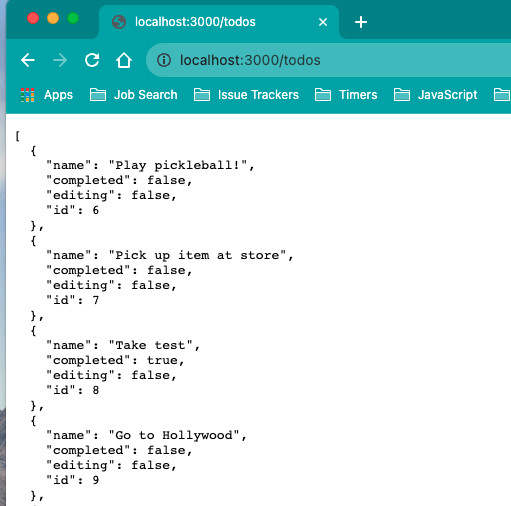 localhost:3000/todos
localhost:3000/todos
Apps Job Search Issue Trackers Timers JavaScript
[
{
"name": "Play pickleball!",
"completed": false,
"editing": false,
"id": 6
},
{
"name": "Pick up item at store",
"completed": false,
"editing": false,
"id": 7
},
{
"name": "Take test",
"completed": true,
"editing": false,
"id": 8
},
{
"name": "Go to Hollywood",
"completed": false,
"editing": false,
"id": 9
},